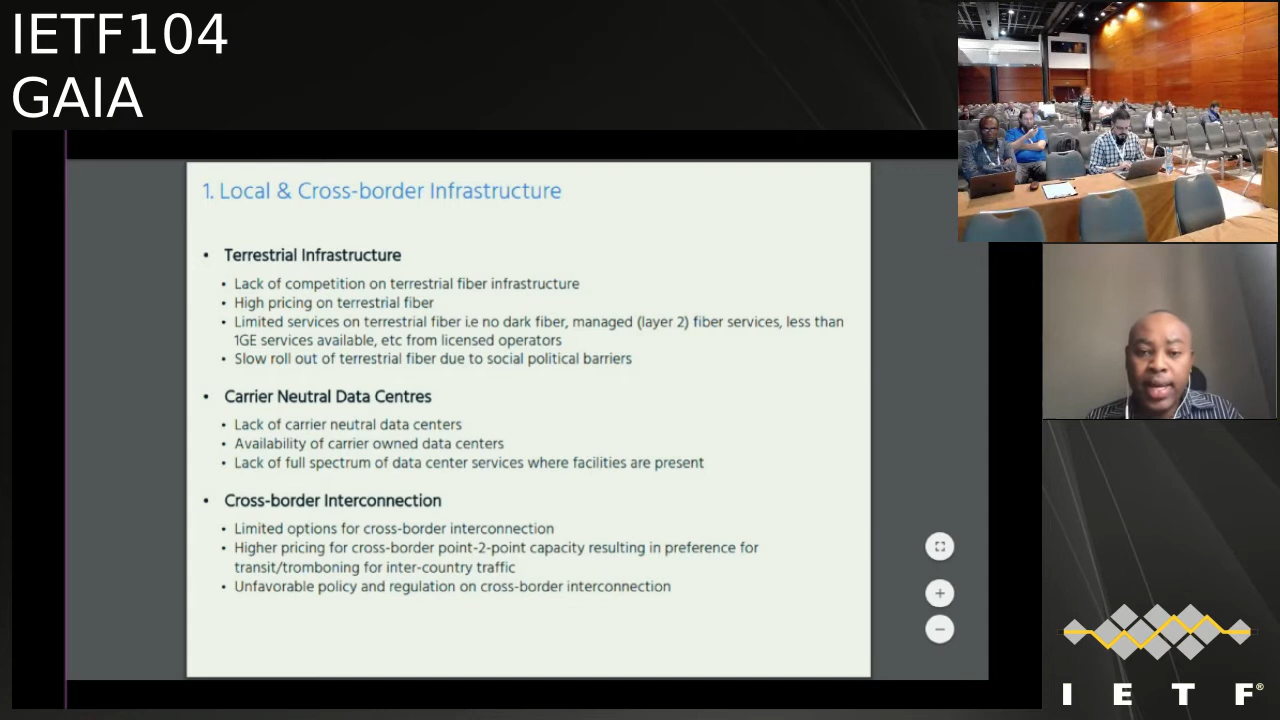 IETF104
GAIA
1. Local & Cross-border Infrastructure
• Terrestrial Infrastructure
• Lack of competition on terrestrial fiber infrastructure
• High pricing on terrestrial fiber
• Limited services on terrestrial fiber i.e no dark fiber, managed (layer 2) fiber services, less than
1GE services available, etc from licensed operators
• Slow roll out of terrestrial fiber due to social political barriers
• Carrier Neutral Data Centres
• Lack of carrier neutral data centers
• Availability of carrier owned data centers
• Lack of full spectrum of data center services where facilities are present
• Cross-border Interconnection
• Limited options for cross-border interconnection
• Higher pricing for cross-border point-2-point capacity resulting in preference for
transit/tromboning for inter-country traffic
• Unfavorable policy and regulation on cross-border interconnection
I E T F®